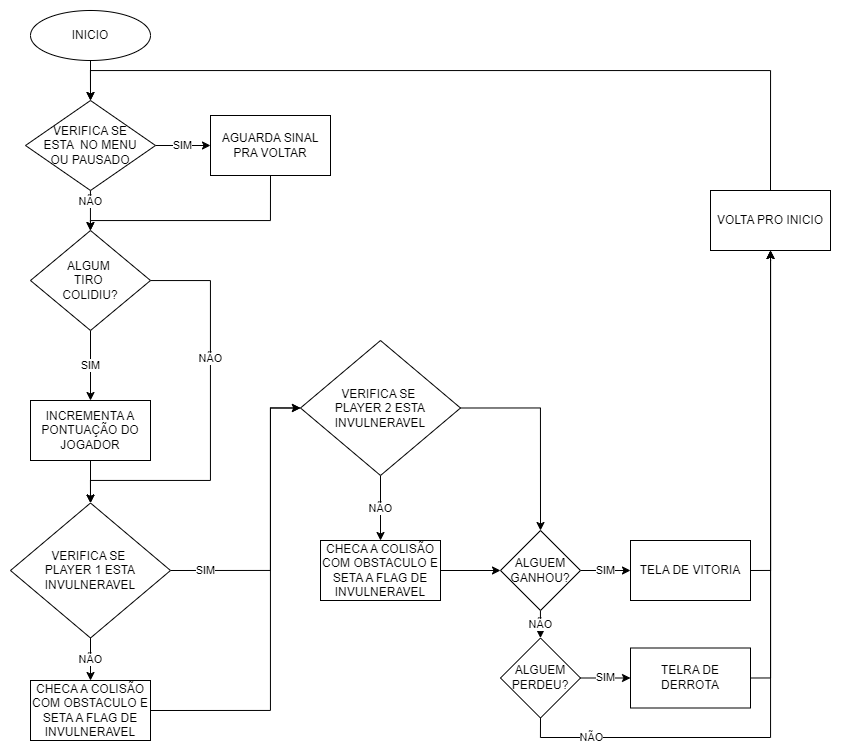 INICIO
VERIFICA SE
ESTA NO MENU
OU PAUSADO
SIM
AGUARDA SINAL
PRA VOLTAR
NÃO
VOLTA PRO INICIO
ALGUM
TIRO
COLIDIU?
NÃO
SIM
INCREMENTA A
PONTUAÇÃO DO
JOGADOR
VERIFICA SE
PLAYER 2 ESTA
INVULNERAVEL
NÃO
VERIFICA SE
PLAYER 1 ESTA
INVULNERAVEL
SIM
CHECA A COLISÃO
COM OBSTACULO E
SETA A FLAG DE
INVULNERAVEL
ALGUEM
GANHOU?
SIM
TELA DE VITORIA
NÃO
NÃO
CHECA A COLISÃO
COM OBSTACULO E
SETA A FLAG DE
INVULNERAVEL
ALGUEM
PERDEU?
SIM
TELRA DE
DERROTA
NÃO